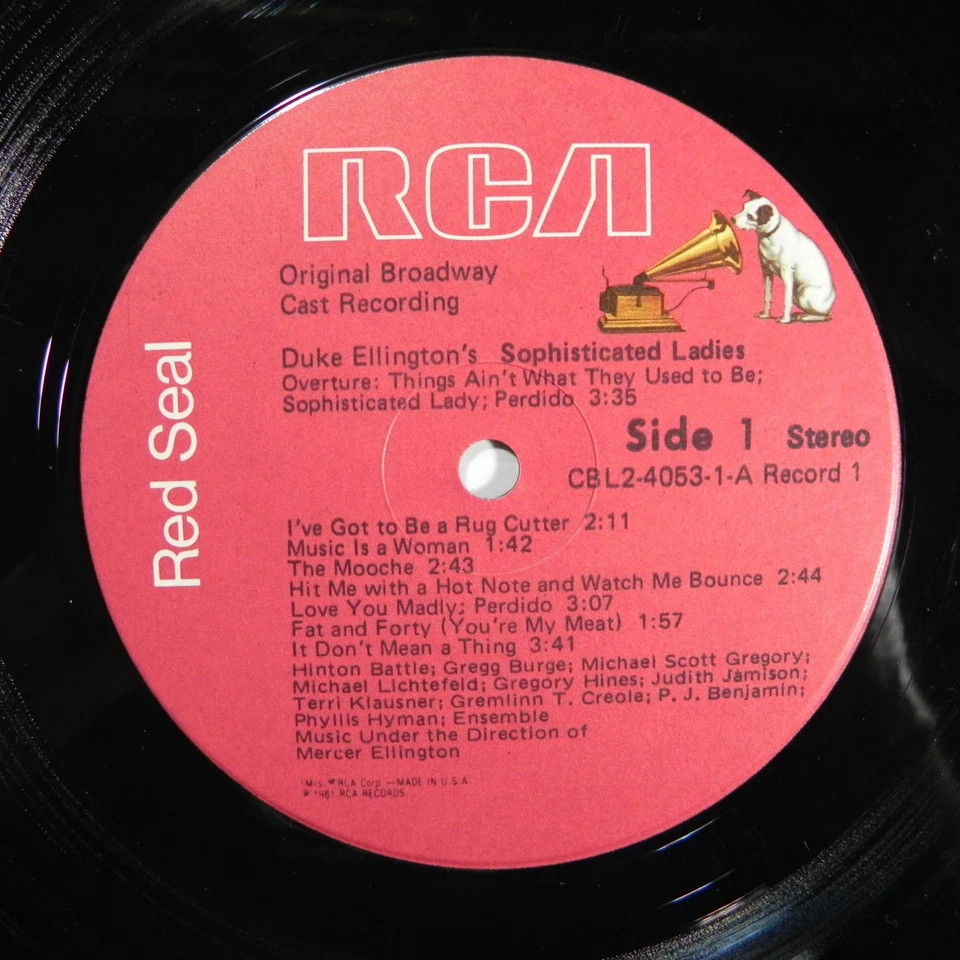 RCA
Original Broadway
Cast Recording
Duke Ellington's Sophisticated Ladies
Overture: Things Ain't What They Used to Be;
Sophisticated Lady; Perdido 3:35
Side 1 Stereo
CBL2-4053-1-A Record 1
Red Seal
I've Got to Be a Rug Cutter 2:11
Music Is a Woman 1:42
The Mooche 2:43
Hit Me with a Hot Note and Watch Me Bounce 2:44
Love You Madly; Perdido 3:07
Fat and Forty (You're My Meat) 1:57
It Don't Mean a Thing 3:41
Hinton Battle; Gregg Burge; Michael Scott Gregory;
Michael Lichtefeld; Gregory Hines; Judith Jamison;
Terri Klausner; Gremlinn T. Creole; P. J. Benjamin;
Phyllis Hyman; Ensemble
Music Under the Direction of
Mercer Ellington
RCA Corp.—MADE IN U.S.A.
1981 RCA RECORDS